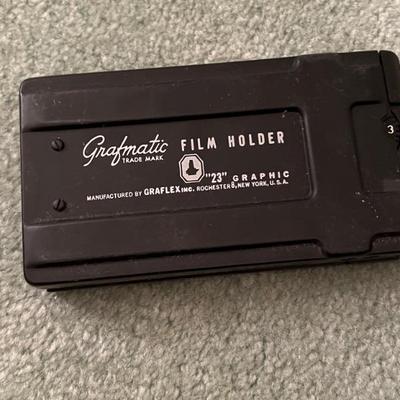 Grafmatic FILM HOLDER
TRADE MARK
"23" GRAPHIC
MANUFACTURED BY GRAFLEX INC. ROCHESTER 8, NEW YORK, U.S.A.
3